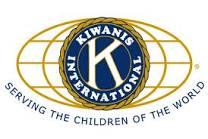 KIWANIS
INTERNATIONAL
K
®
SERVING THE CHILDREN OF THE WORLD